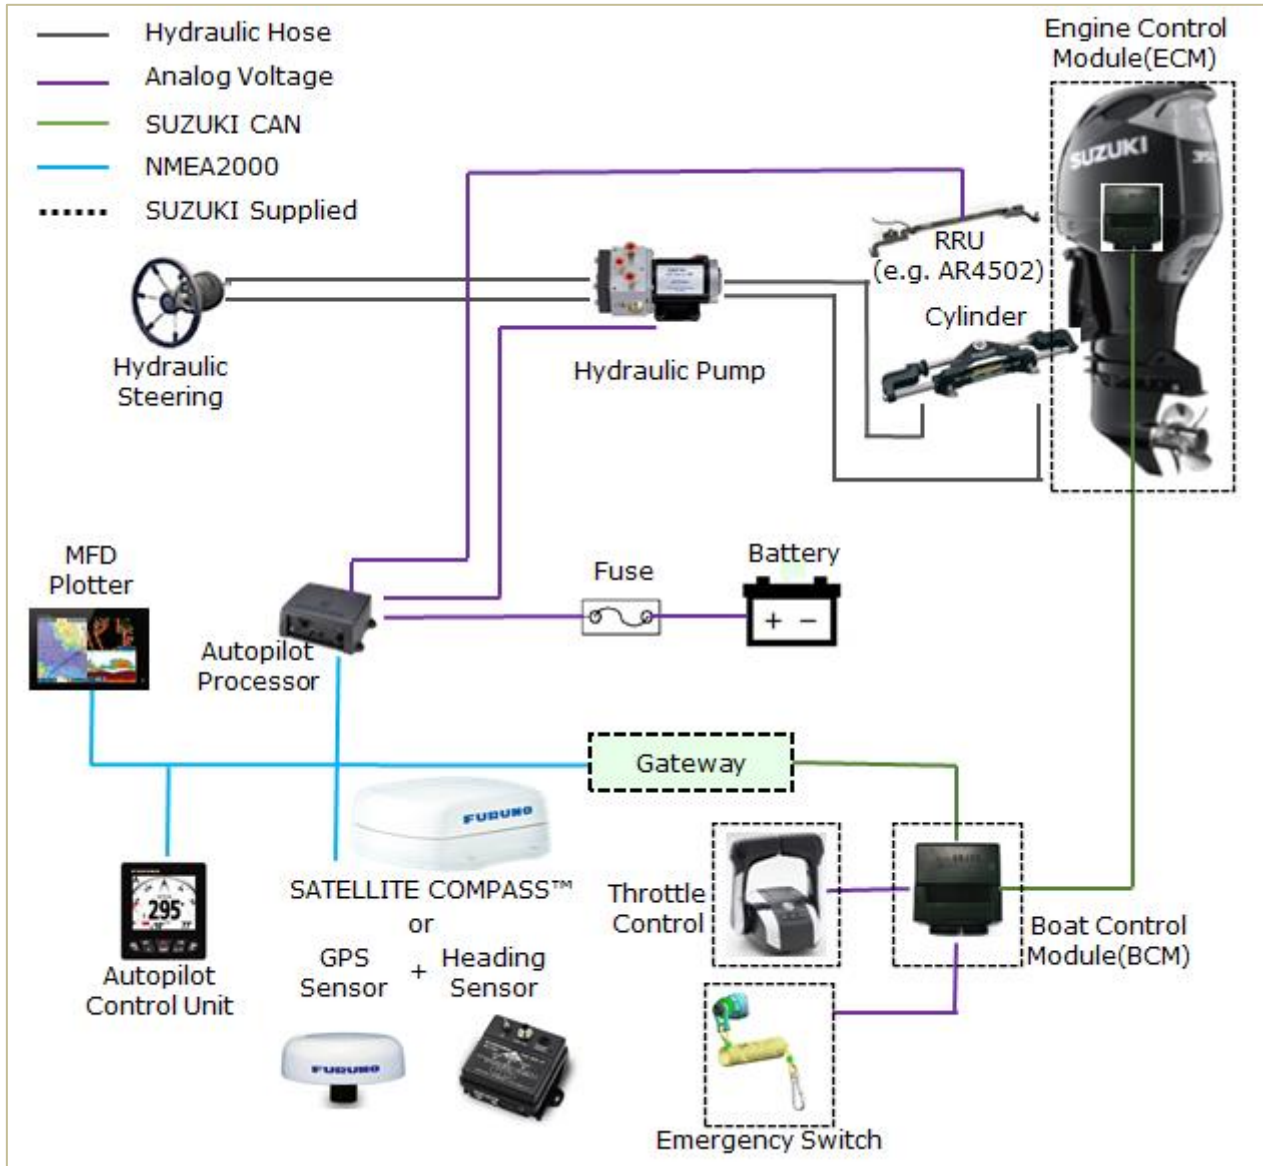 Hydraulic Hose
Analog Voltage
SUZUKI CAN
NMEA2000
SUZUKI Supplied
Engine Control
Module(ECM)
SUZUKI
350
RRU
(e.g. AR4502)
Cylinder
Hydraulic
Steering
Hydraulic Pump
MFD
Plotter
Autopilot
Processor
Fuse
Battery
+ −
Gateway
FURUNO
SATELLITE COMPASS™
or
GPS
Sensor
+
Heading
Sensor
FURUNO
295°
Autopilot
Control Unit
Throttle
Control
Boat Control
Module(BCM)
Emergency Switch